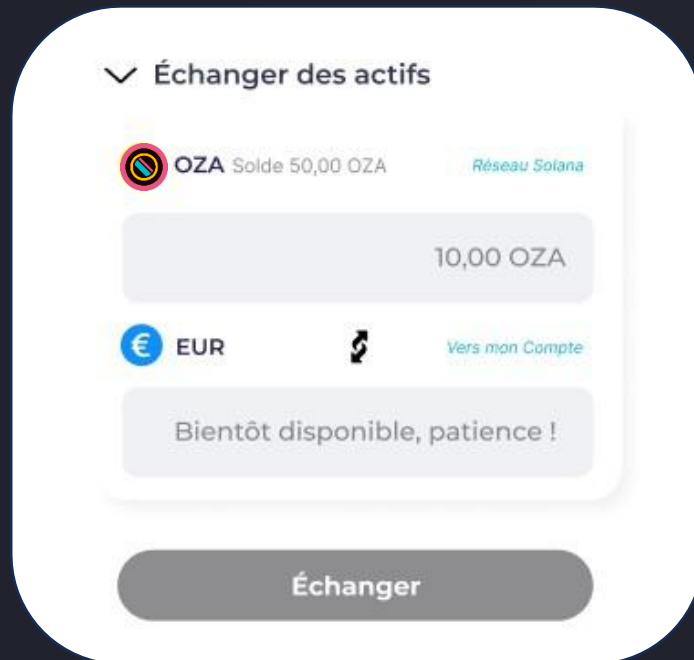 Échanger des actifs
OZA Solde 50,00 OZA Réseau Solana
10,00 OZA
€ EUR Vers mon Compte
Bientôt disponible, patience !
Échanger